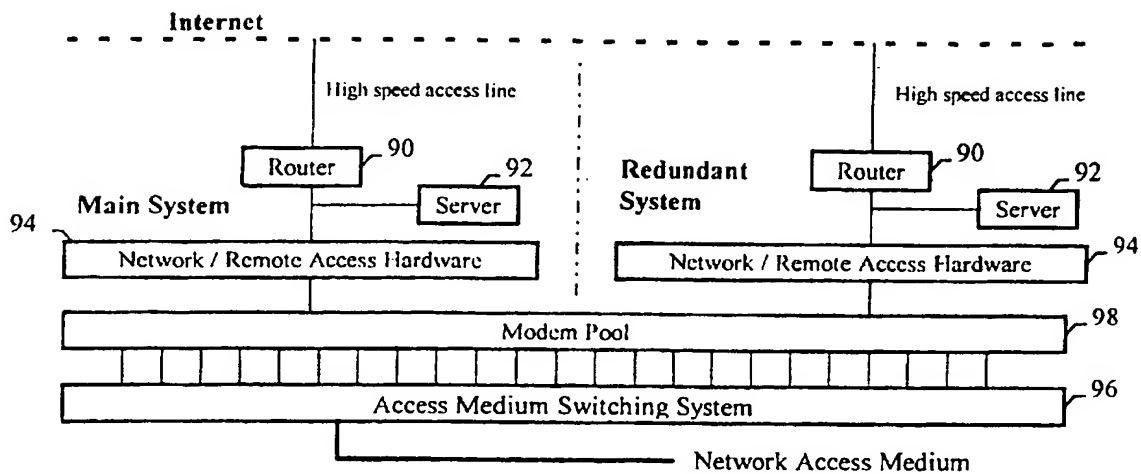 Internet
High speed access line
High speed access line
Router
90
Router
90
92
Server
Redundant
System
92
Server
Main System
94
Network / Remote Access Hardware
Network / Remote Access Hardware
94
Modem Pool
98
Access Medium Switching System
96
Network Access Medium